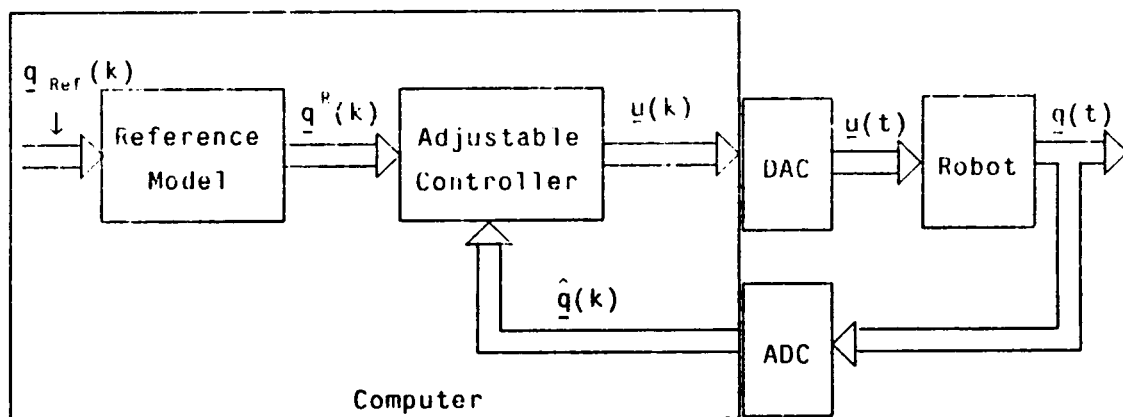 q Ref (k)
Reference
Model
q^R(k)
Adjustable
Controller
u(k)
DAC
u(t)
Robot
q(t)
q̂(k)
ADC
Computer